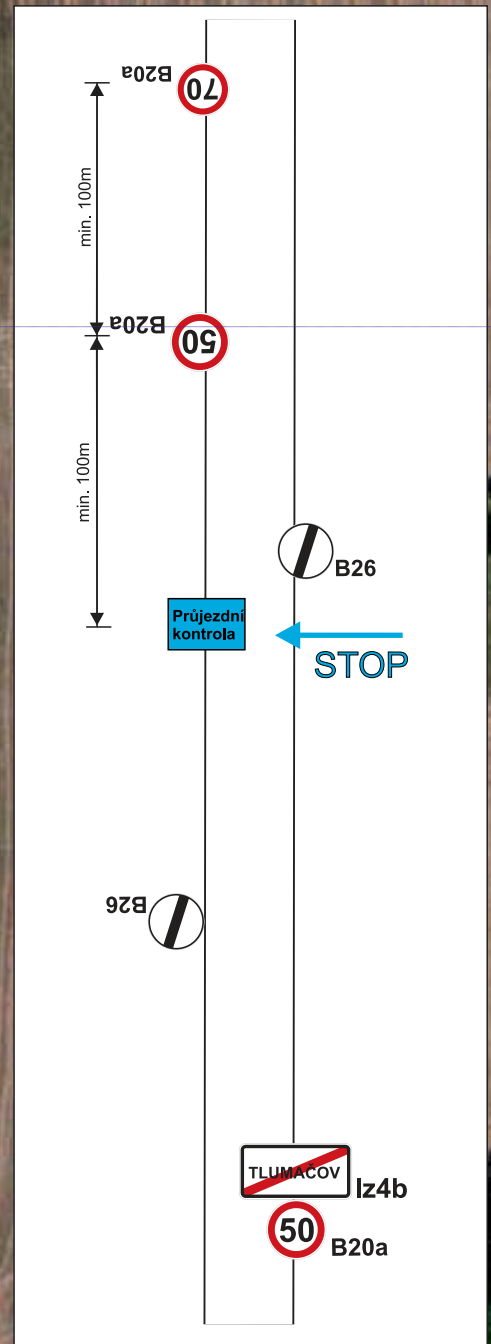 B20a
70
min. 100m
B20a
50
min. 100m
B26
Průjezdní
kontrola
STOP
B26
TLUMAČOV
Iz4b
50
B20a